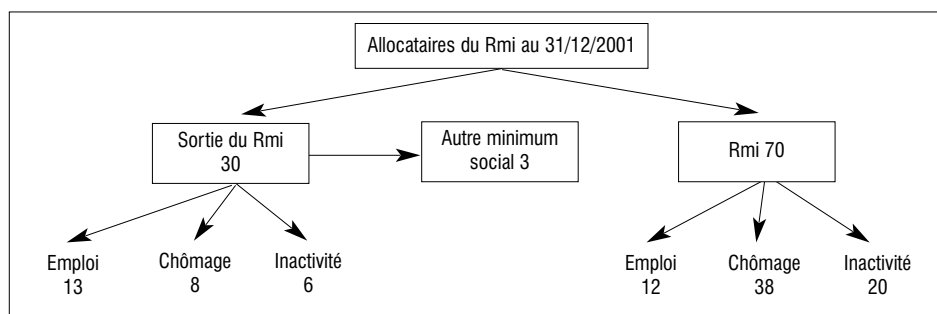 Allocataires du Rmi au 31/12/2001
Sortie du Rmi
30
Autre minimum
social 3
Rmi 70
Emploi
13
Chômage
8
Inactivité
6
Emploi
12
Chômage
38
Inactivité
20